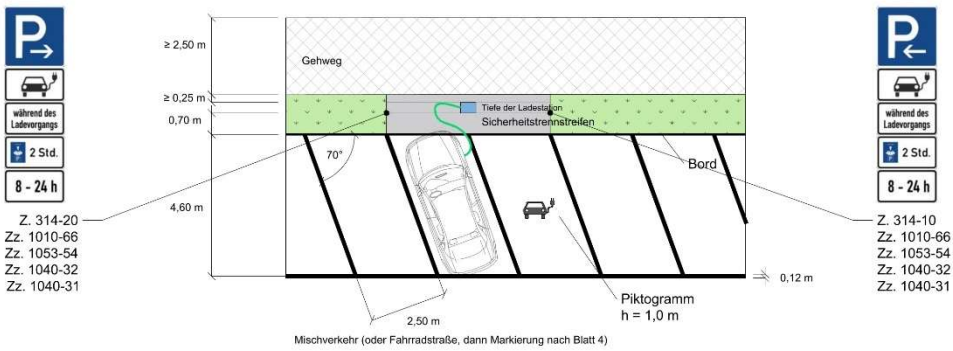 P
während des
Ladevorgangs
2 Std.
8 - 24 h
Z. 314-20
Zz. 1010-66
Zz. 1053-54
Zz. 1040-32
Zz. 1040-31
≥ 2,50 m
≥ 0,25 m
0,70 m
4,60 m
Gehweg
Tiefe der Ladestation
Sicherheitstrennstreifen
70°
Bord
0,12 m
Piktogramm
h = 1,0 m
2,50 m
Mischverkehr (oder Fahrradstraße, dann Markierung nach Blatt 4)
P
während des
Ladevorgangs
2 Std.
8 - 24 h
Z. 314-10
Zz. 1010-66
Zz. 1053-54
Zz. 1040-32
Zz. 1040-31